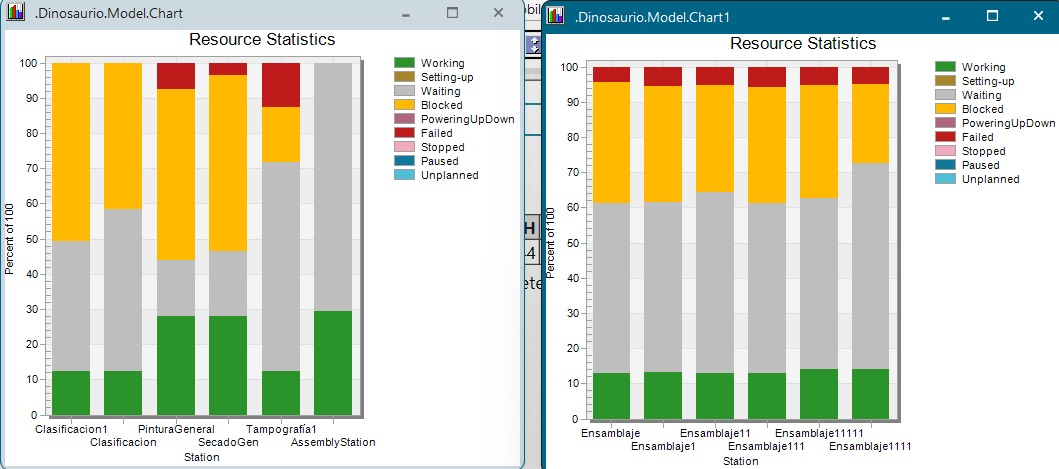 .Dinosaurio.Model.Chart
Resource Statistics
100
90
80
70
60
50
40
30
20
10
0
Percent of 100
Clasificacion1
Clasificacion
PinturaGeneral
SecadoGen
Tampografía1
AssemblyStation
Station
Working
Setting-up
Waiting
Blocked
PoweringUpDown
Failed
Stopped
Paused
Unplanned
.Dinosaurio.Model.Chart1
Resource Statistics
100
90
80
70
60
50
40
30
20
10
0
Percent of 100
Ensamblaje
Ensamblaje1
Ensamblaje11
Ensamblaje111
Ensamblaje11111
Ensamblaje1111
Station
Working
Setting-up
Waiting
Blocked
PoweringUpDown
Failed
Stopped
Paused
Unplanned